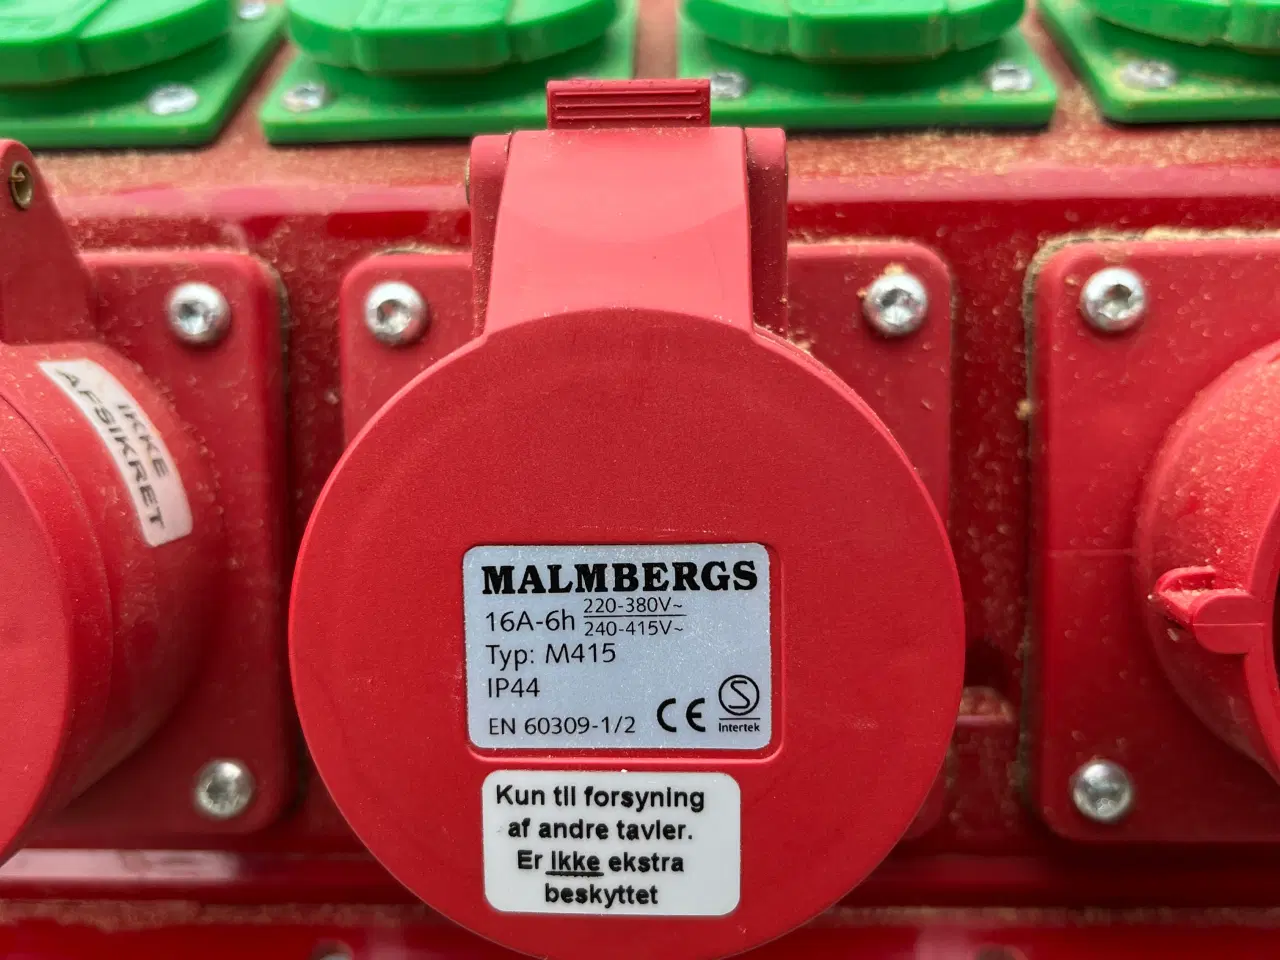 IKKE
AFSIKRET
MALMBERGS
16A-6h 220-380V~
240-415V~
Typ: M415
IP44
EN 60309-1/2 CE S
Intertek
Kun til forsyning
af andre tavler.
Er ikke ekstra
beskyttet